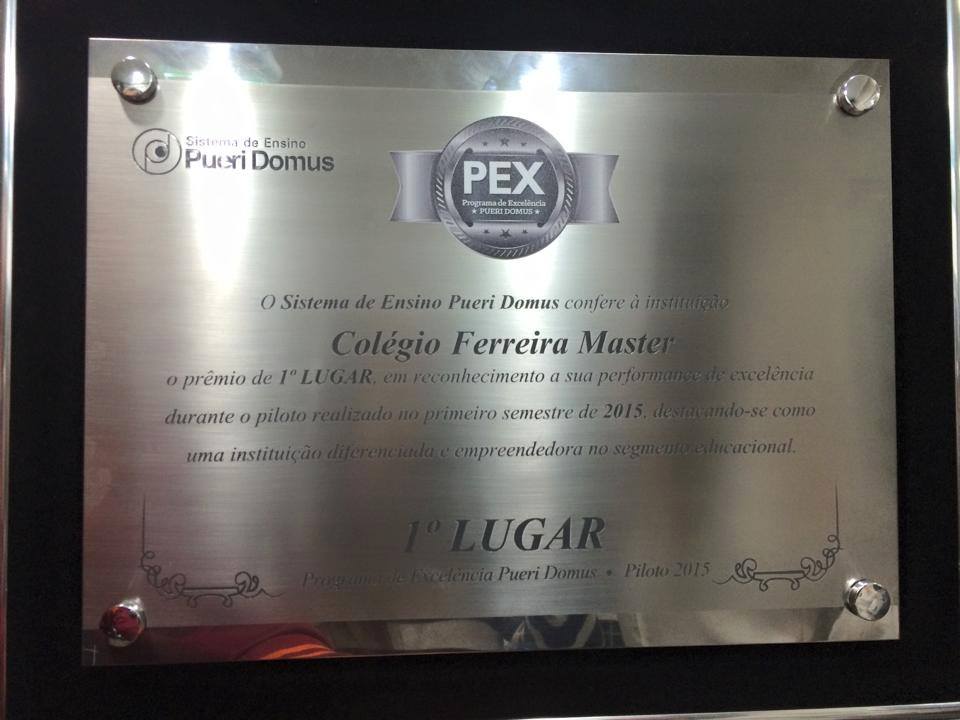 Sistema de Ensino
Pueri Domus
PEX
Programa de Excelência
★ PUERI DOMUS ★
O Sistema de Ensino Pueri Domus confere à instituição
Colégio Ferreira Master
o prêmio de 1º LUGAR, em reconhecimento a sua performance de excelência
durante o piloto realizado no primeiro semestre de 2015, destacando-se como
uma instituição diferenciada e empreendedora no segmento educacional.
1º LUGAR
Programa de Excelência Pueri Domus • Piloto 2015